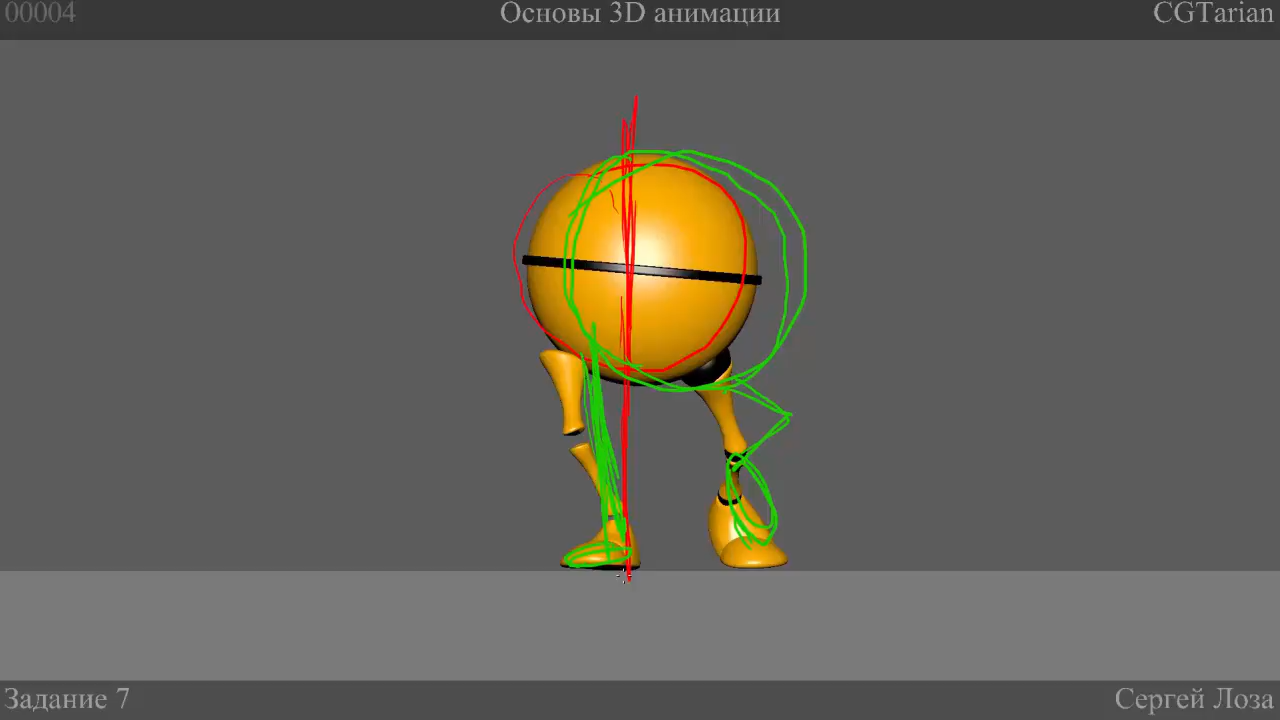 00004
Основы 3D анимации
CGTarian
Задание 7
Сергей Лоза